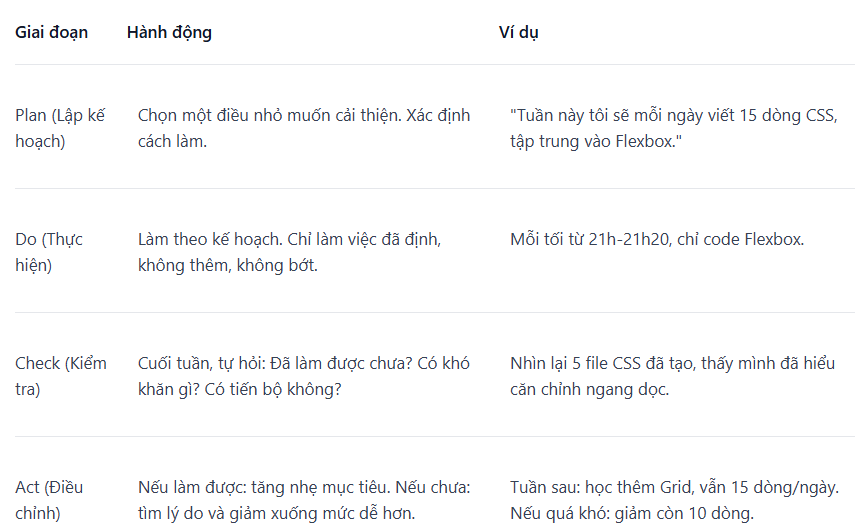 Giai đoạn Hành động Ví dụ
Plan (Lập kế Chọn một điều nhỏ muốn cải thiện. Xác định "Tuần này tôi sẽ mỗi ngày viết 15 dòng CSS,
hoạch) cách làm. tập trung vào Flexbox."
Do (Thực Làm theo kế hoạch. Chỉ làm việc đã định, Mỗi tối từ 21h-21h20, chỉ code Flexbox.
hiện) không thêm, không bớt.
Check (Kiểm Cuối tuần, tự hỏi: Đã làm được chưa? Có khó Nhìn lại 5 file CSS đã tạo, thấy mình đã hiểu
tra) khăn gì? Có tiến bộ không? căn chỉnh ngang dọc.
Act (Điều Nếu làm được: tăng nhẹ mục tiêu. Nếu chưa: Tuần sau: học thêm Grid, vẫn 15 dòng/ngày.
chỉnh) tìm lý do và giảm xuống mức dễ hơn. Nếu quá khó: giảm còn 10 dòng.